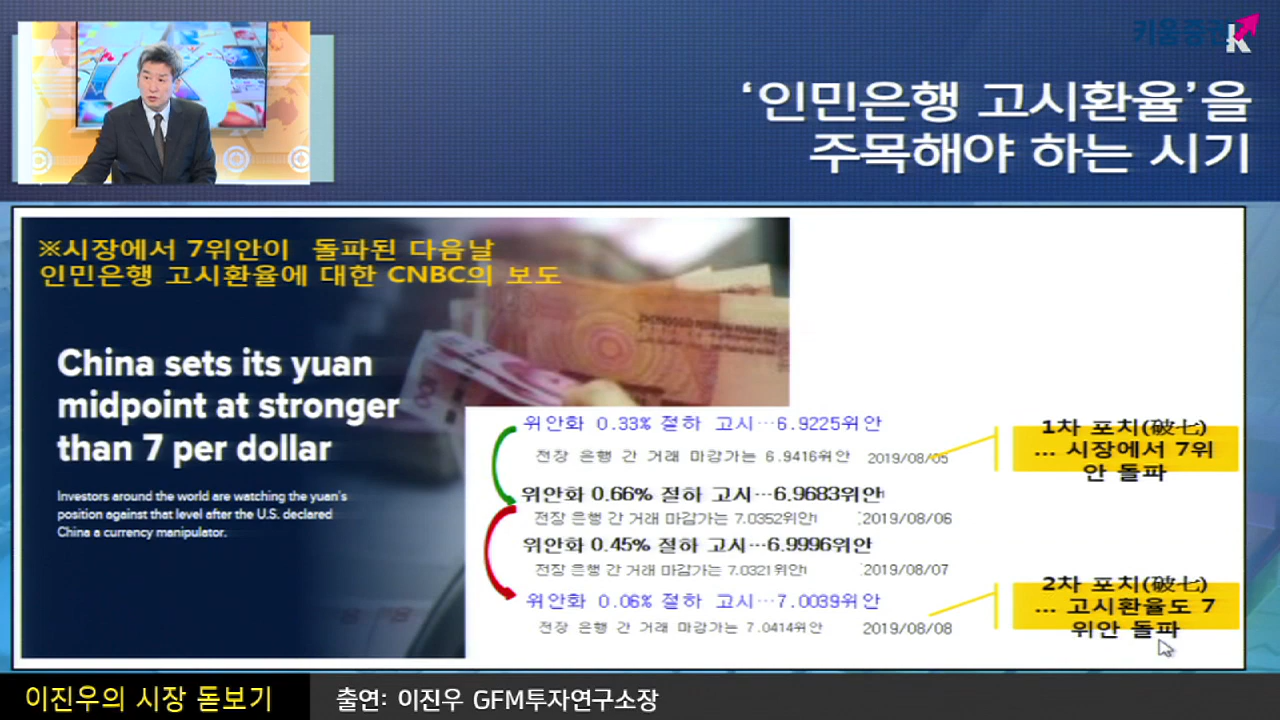 키움증권
‘인민은행 고시환율’을
주목해야 하는 시기
※시장에서 7위안이 돌파된 다음날
인민은행 고시환율에 대한 CNBC의 보도
China sets its yuan
midpoint at stronger
than 7 per dollar
Investors around the world are watching the yuan's
position against that level after the U.S. declared
China a currency manipulator.
위안화 0.33% 절하 고시…6.9225위안
전장 은행 간 거래 마감가는 6.9416위안 2019/08/05
위안화 0.66% 절하 고시…6.9683위안
전장 은행 간 거래 마감가는 7.0352위안 2019/08/06
위안화 0.45% 절하 고시…6.9996위안
전장 은행 간 거래 마감가는 7.0321위안 2019/08/07
위안화 0.06% 절하 고시…7.0039위안
전장 은행 간 거래 마감가는 7.0414위안 2019/08/08
1차 포치(破七)
... 시장에서 7위
안 돌파
2차 포치(破七)
... 고시환율도 7
위안 돌파
이진우의 시장 돋보기
출연: 이진우 GFM투자연구소장